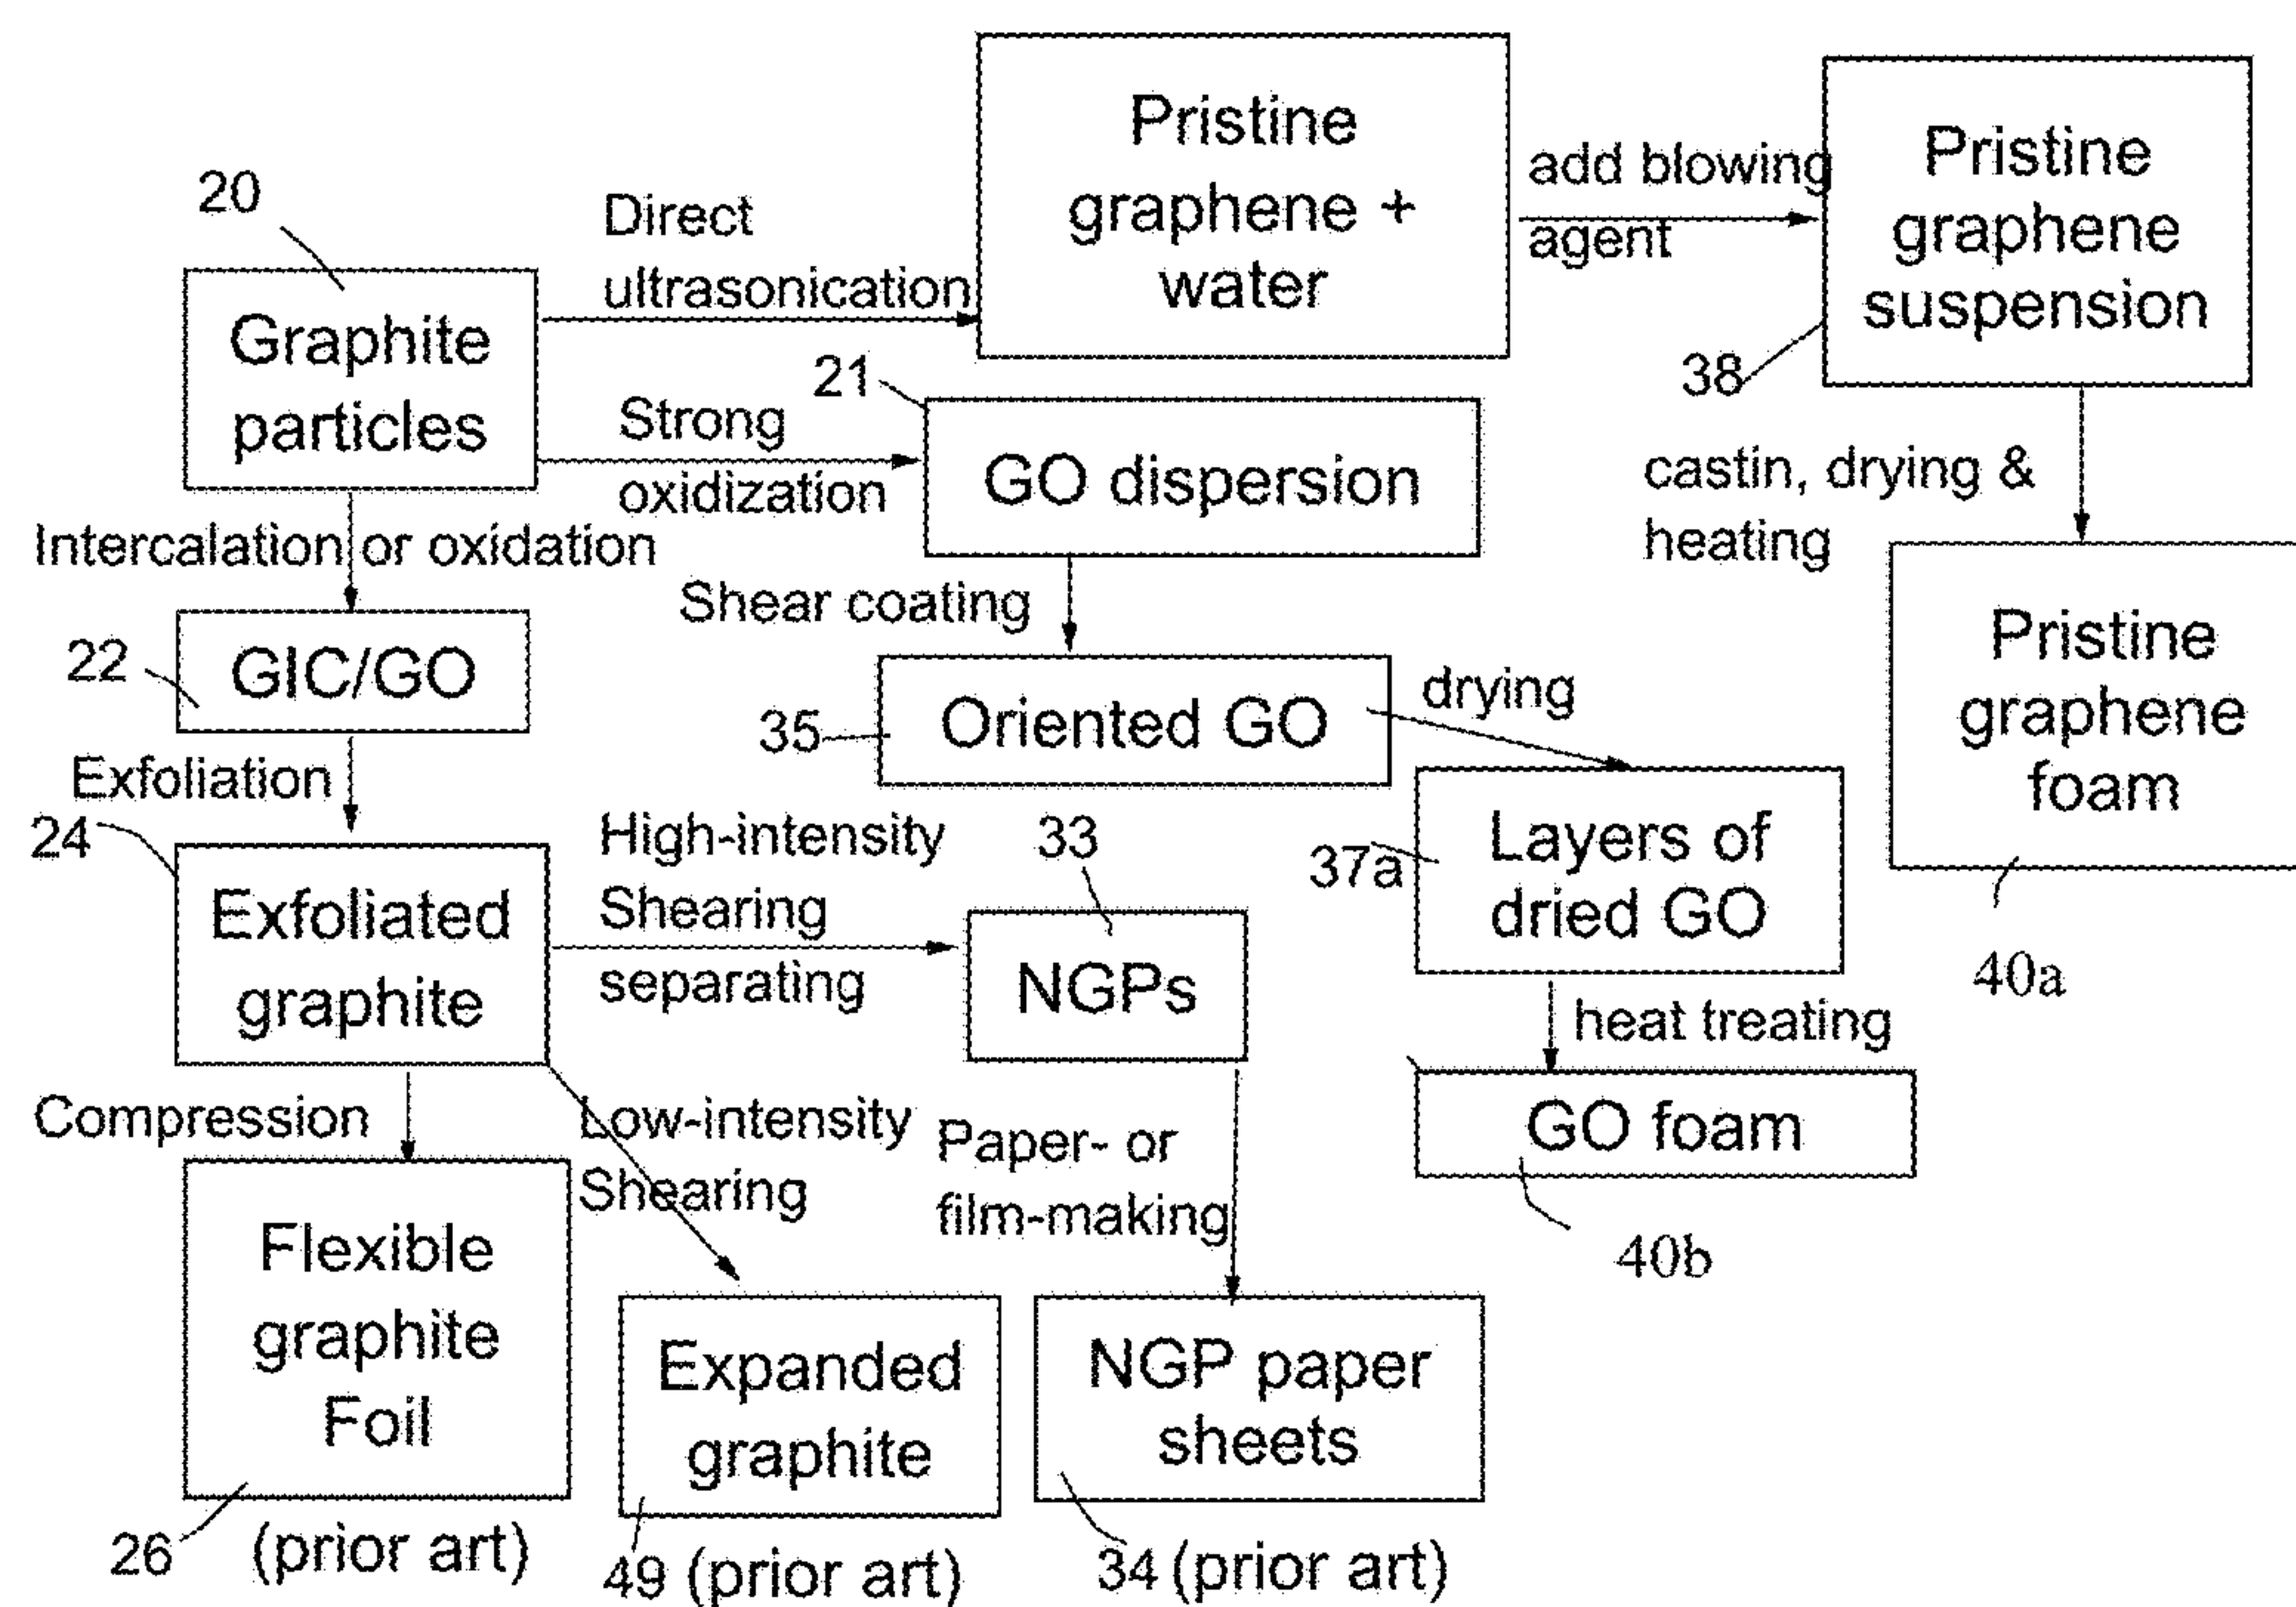 20
Graphite
particles
Direct
ultrasonication
Pristine
graphene +
water
add blowing
agent
Pristine
graphene
suspension
38
21
Strong
oxidization
GO dispersion
castin, drying &
heating
Intercalation or oxidation
22
GIC/GO
Shear coating
35
Oriented GO
drying
Pristine
graphene
foam
40a
Exfoliation
24
Exfoliated
graphite
High-intensity
Shearing
separating
33
NGPs
37a
Layers of
dried GO
heat treating
GO foam
40b
Compression
Low-intensity
Shearing
Paper- or
film-making
Flexible
graphite
Foil
26
(prior art)
Expanded
graphite
49 (prior art)
NGP paper
sheets
34 (prior art)